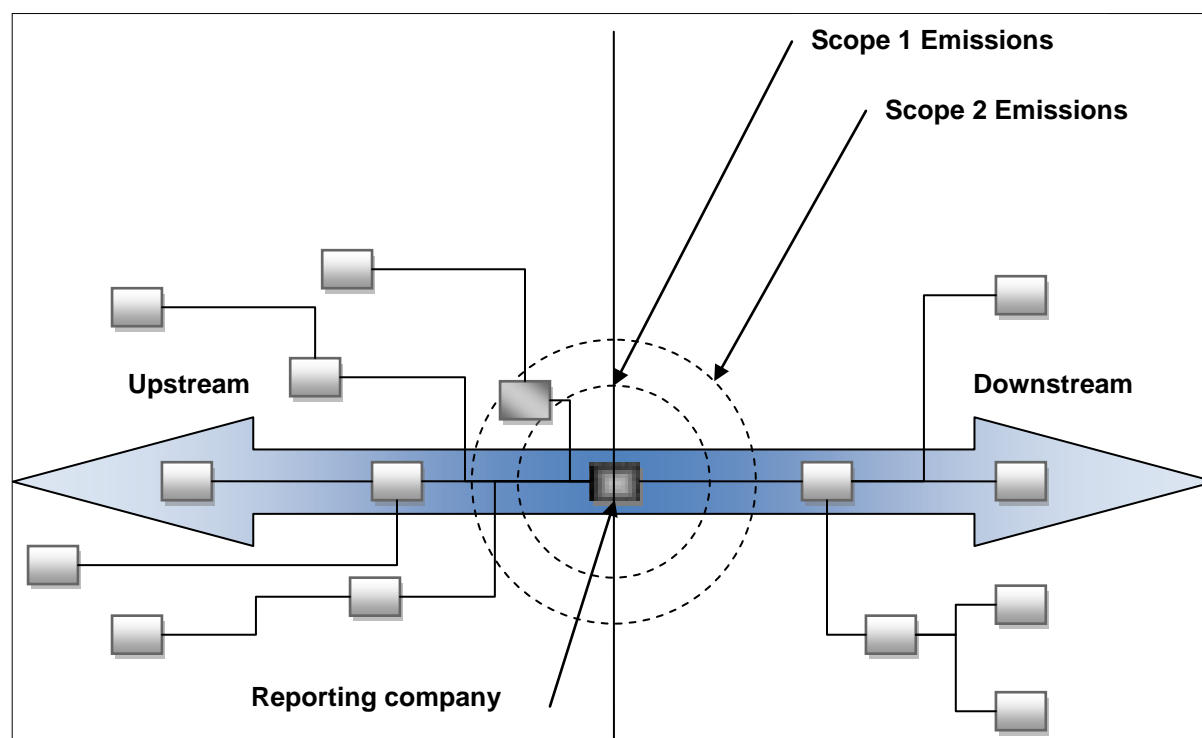 Scope 1 Emissions
Scope 2 Emissions
Upstream
Downstream
Reporting company